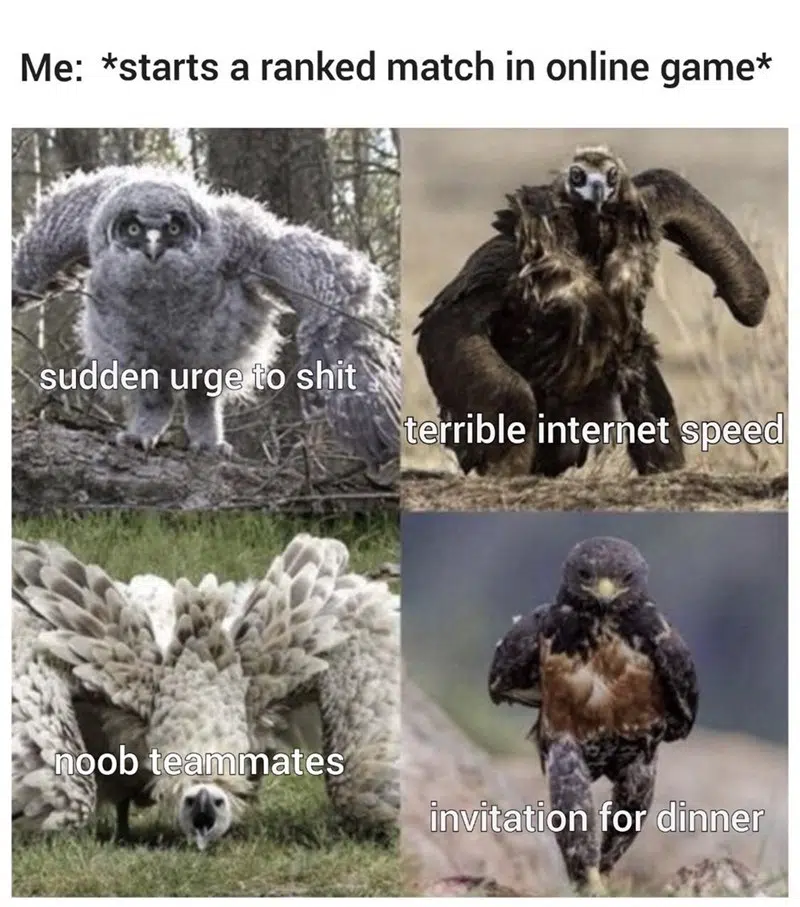 Me: *starts a ranked match in online game*
sudden urge to shit
terrible internet speed
noob teammates
invitation for dinner